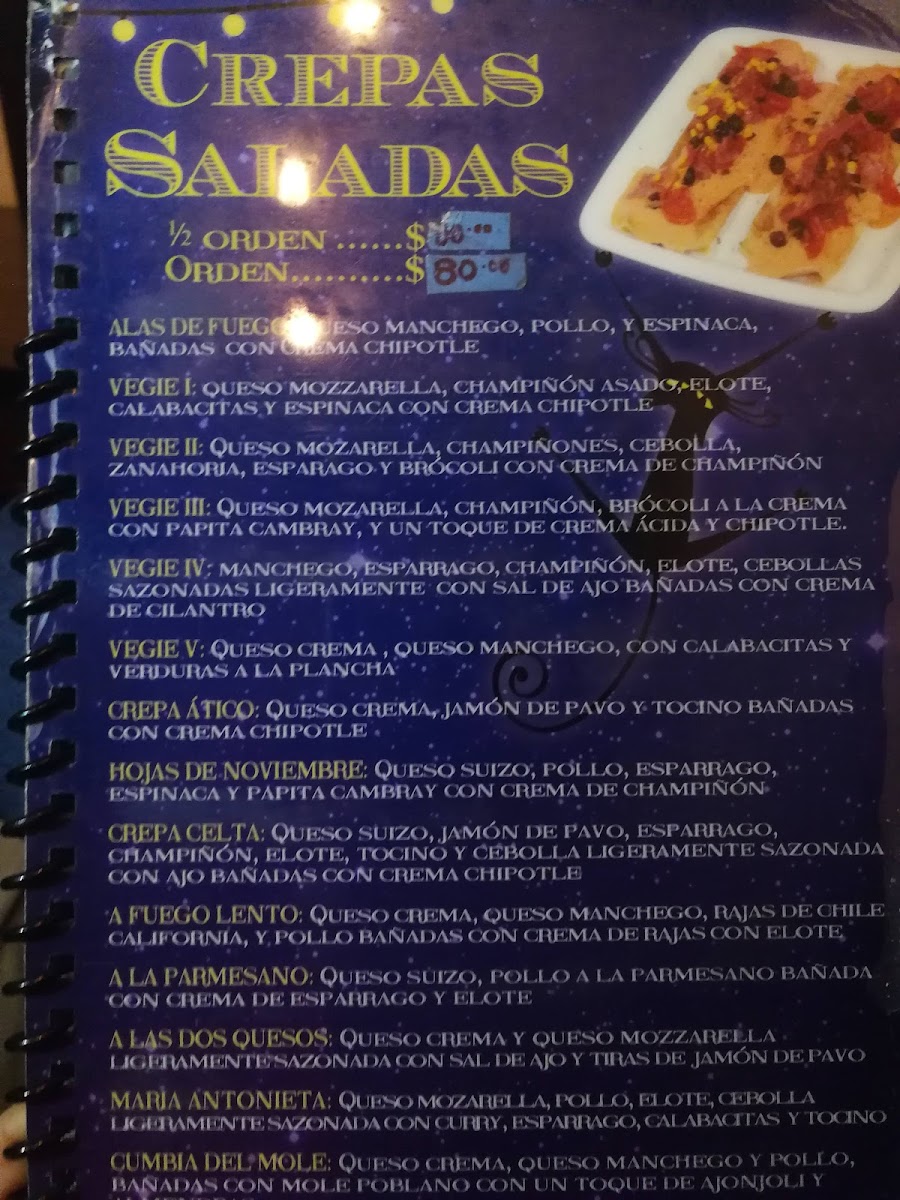 CREPAS
SALADAS
½ ORDEN ......$
ORDEN..........$ 80.00
ALAS DE FUEGO: QUESO MANCHEGO, POLLO, Y ESPINACA,
BAÑADAS CON CREMA CHIPOTLE
VEGIE I: QUESO MOZZARELLA, CHAMPIÑÓN ASADO, ELOTE,
CALABACITAS Y ESPINACA CON CREMA CHIPOTLE
VEGIE II: QUESO MOZARELLA, CHAMPIÑONES, CEBOLLA,
ZANAHORIA, ESPARAGO Y BRÓCOLI CON CREMA DE CHAMPIÑÓN
VEGIE III: QUESO MOZARELLA, CHAMPIÑÓN, BRÓCOLI A LA CREMA
CON PAPITA CAMBRAY, Y UN TOQUE DE CREMA ÁCIDA Y CHIPOTLE.
VEGIE IV: MANCHEGO, ESPARRAGO, CHAMPIÑÓN, ELOTE, CEBOLLAS
SAZONADAS LIGERAMENTE CON SAL DE AJO BAÑADAS CON CREMA
DE CILANTRO
VEGIE V: QUESO CREMA , QUESO MANCHEGO, CON CALABACITAS Y
VERDURAS A LA PLANCHA
CREPA ÁTICO: QUESO CREMA, JAMÓN DE PAVO Y TOCINO BAÑADAS
CON CREMA CHIPOTLE
HOJAS DE NOVIEMBRE: QUESO SUIZO, POLLO, ESPARRAGO,
ESPINACA Y PAPITA CAMBRAY CON CREMA DE CHAMPIÑÓN
CREPA CELTA: QUESO SUIZO, JAMÓN DE PAVO, ESPARRAGO,
CHAMPIÑÓN, ELOTE, TOCINO Y CEBOLLA LIGERAMENTE SAZONADA
CON AJO BAÑADAS CON CREMA CHIPOTLE
A FUEGO LENTO: QUESO CREMA, QUESO MANCHEGO, RAJAS DE CHILE
CALIFORNIA, Y POLLO BAÑADAS CON CREMA DE RAJAS CON ELOTE
A LA PARMESANO: QUESO SUIZO, POLLO A LA PARMESANO BAÑADA
CON CREMA DE ESPARRAGO Y ELOTE
A LAS DOS QUESOS: QUESO CREMA Y QUESO MOZZARELLA
LIGERAMENTE SAZONADA CON SAL DE AJO Y TIRAS DE JAMÓN DE PAVO
MARIA ANTONIETA: QUESO MOZARELLA, POLLO, ELOTE, CEBOLLA
LIGERAMENTE SAZONADA CON CURRY, ESPARRAGO, CALABACITAS Y TOCINO
CUMBIA DEL MOLE: QUESO CREMA, QUESO MANCHEGO Y POLLO,
BAÑADAS CON MOLE POBLANO CON UN TOQUE DE AJONJOLI Y